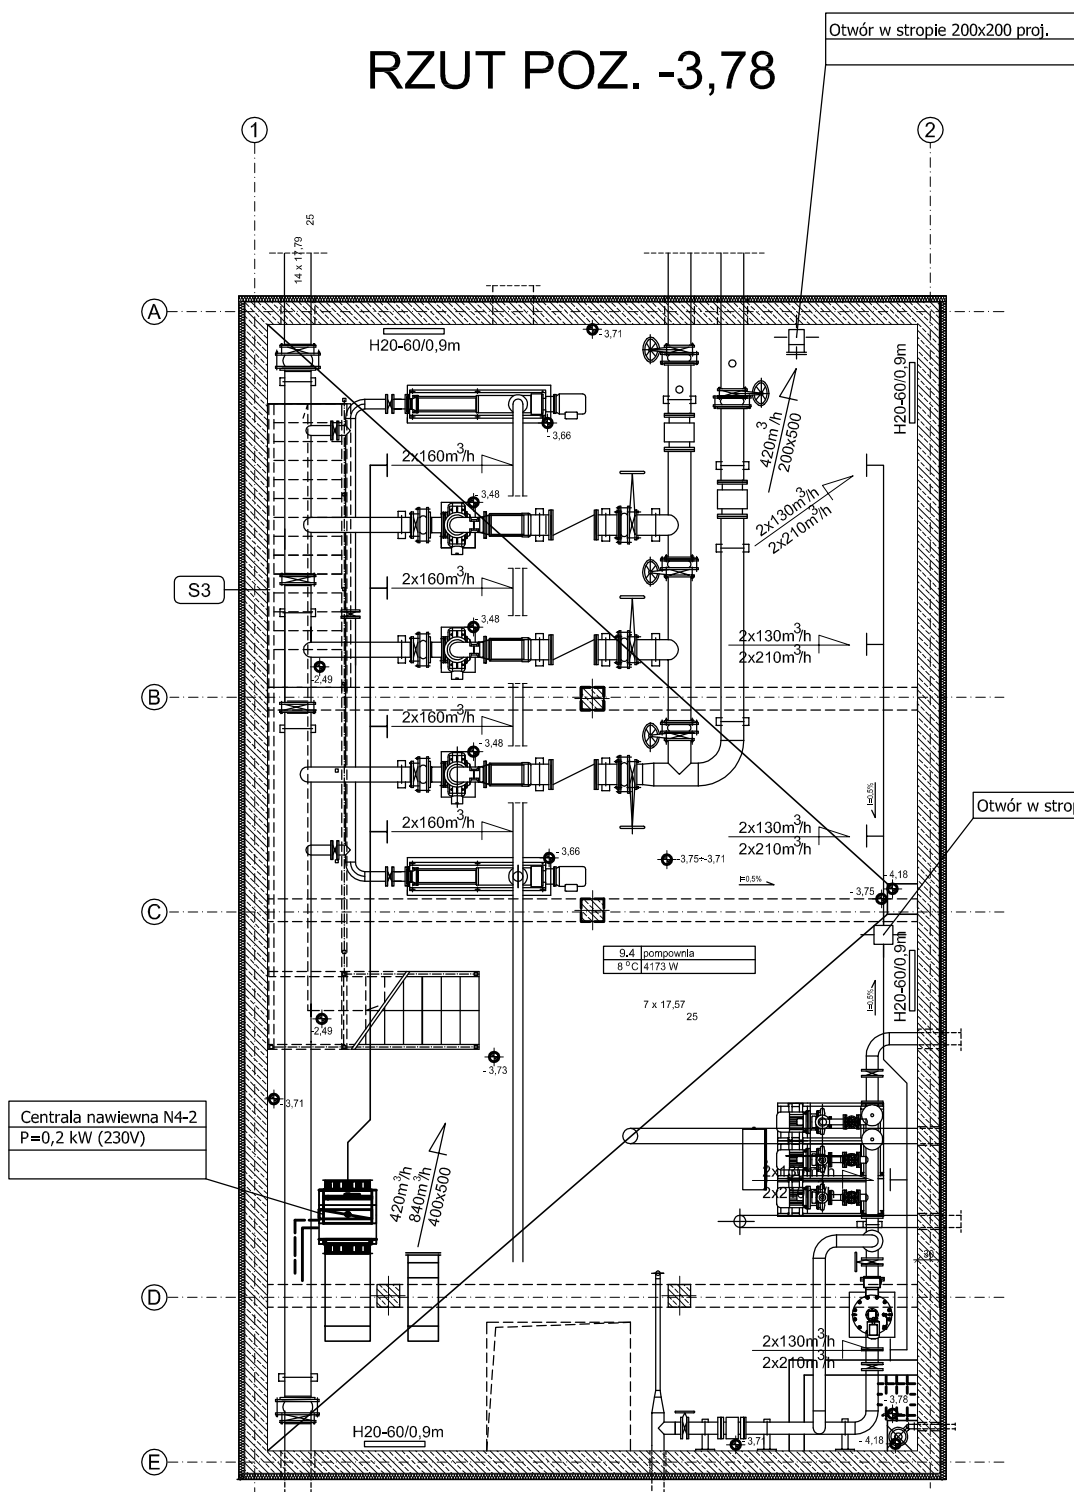 Otwór w stropie 200x200 proj.
RZUT POZ. -3,78
1
2
25
14 x 17,79
A
H20-60/0,9m
- 3,71
H20-60/0,9m
- 3,66
420m³/h
200x500
2x160m³/h
2x130m³/h
2x210m³/h
- 3,48
S3
2x160m³/h
- 3,48
2x130m³/h
2x210m³/h
-2,49
B
2x160m³/h
- 3,48
i=0,5%
Otwór w strop
2x160m³/h
2x130m³/h
2x210m³/h
- 3,66
-3,75÷-3,71
i=0,5%
- 4,18
- 3,75
C
9.4 pompownia
8 °C 4173 W
H20-60/0,9m
7 x 17,57
25
i=0,5%
-2,49
- 3,73
-3,71
Centrala nawiewna N4-2
P=0,2 kW (230V)
420m³/h
840m³/h
400x500
D
2x130m³/h
2x210m³/h
- 3,78
H20-60/0,9m
-3,71
- 4,18
E